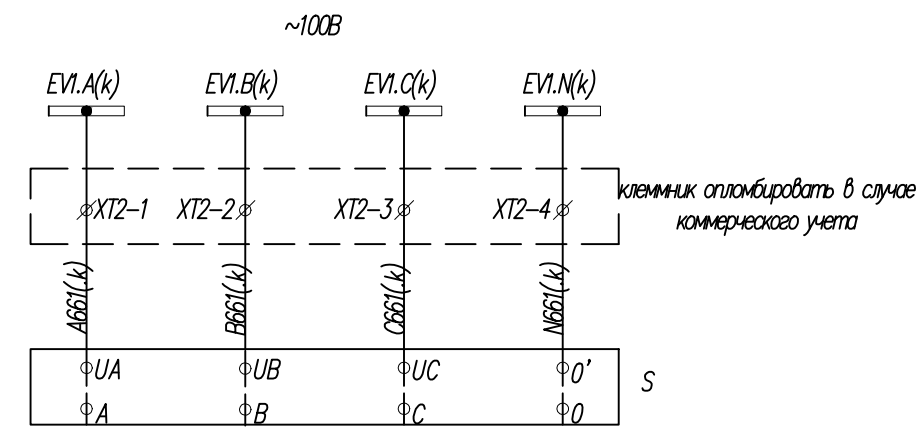 ~100В
EV1.A(k)
EV1.B(k)
EV1.C(k)
EV1.N(k)
XT2-1
XT2-2
XT2-3
XT2-4
клеммник опломбировать в случае
коммерческого учета
A661(.k)
B661(.k)
C661(.k)
N661(.k)
UA
UB
UC
0'
S
A
B
C
0